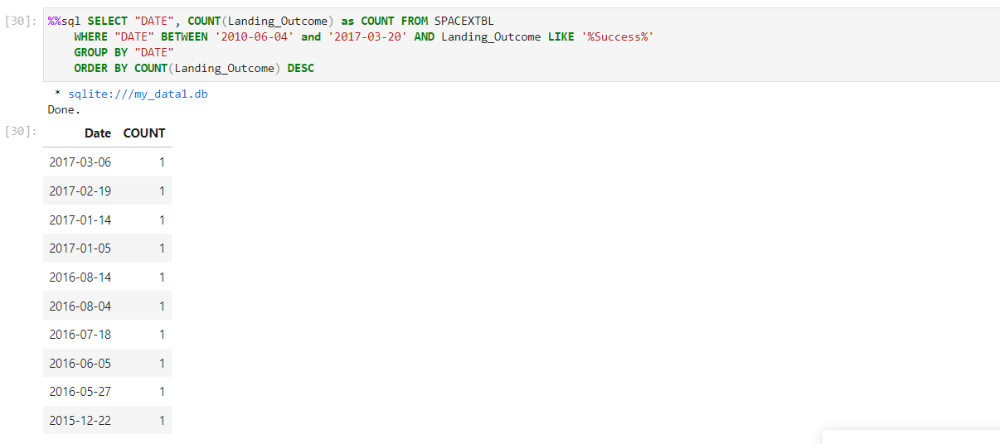 [30]: %%sql SELECT "DATE", COUNT(Landing_Outcome) as COUNT FROM SPACEXTBL
WHERE "DATE" BETWEEN '2010-06-04' and '2017-03-20' AND Landing_Outcome LIKE '%Success%'
GROUP BY "DATE"
ORDER BY COUNT(Landing_Outcome) DESC
* sqlite:///my_data1.db
Done.
[30]: Date COUNT
2017-03-06 1
2017-02-19 1
2017-01-14 1
2017-01-05 1
2016-08-14 1
2016-08-04 1
2016-07-18 1
2016-06-05 1
2016-05-27 1
2015-12-22 1